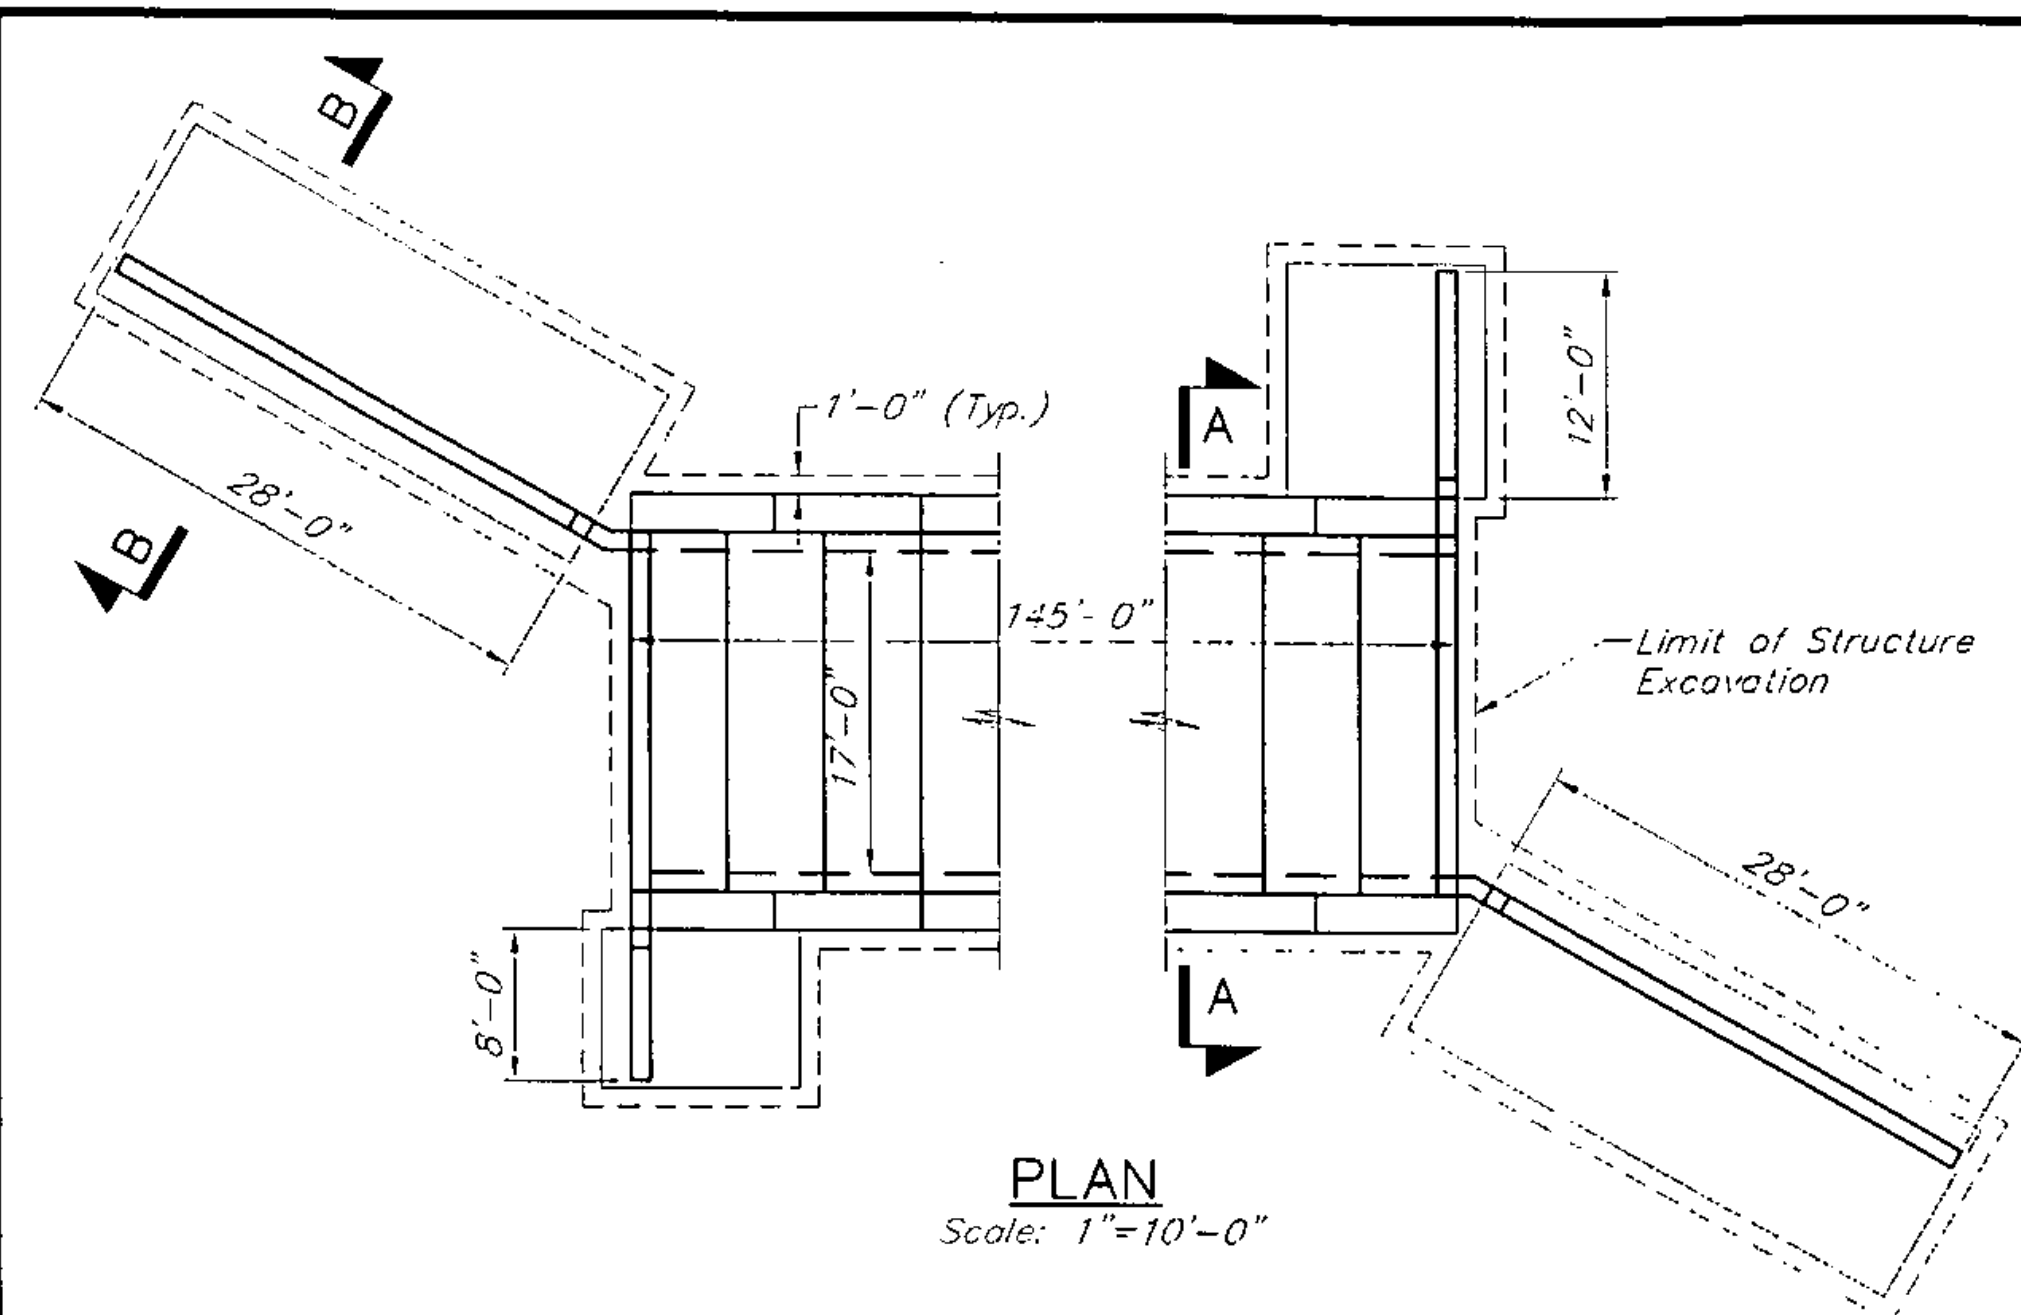 B
B
28'-0"
1'-0" (Typ.)
A
12'-0"
145'-0"
17'-0"
Limit of Structure
Excavation
28'-0"
8'-0"
A
PLAN
Scale: 1"=10'-0"